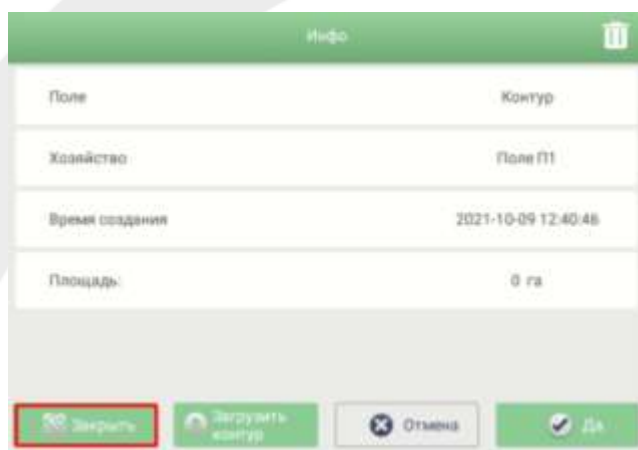 Инфо
Поле Контур
Хозяйство Поле П1
Время создания 2021-10-09 12:40:46
Площадь: 0 га
Закрыть Загрузить контур Отмена Да